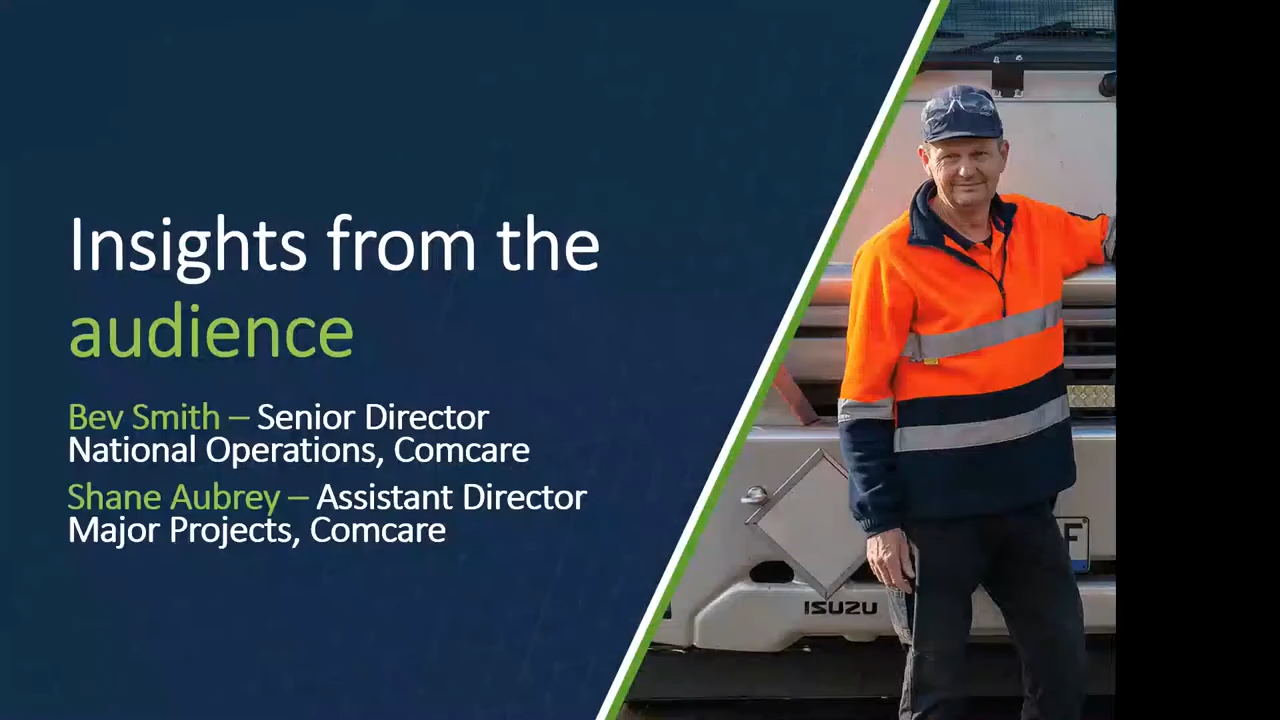 Insights from the
audience
Bev Smith – Senior Director
National Operations, Comcare
Shane Aubrey – Assistant Director
Major Projects, Comcare
F
ISUZU